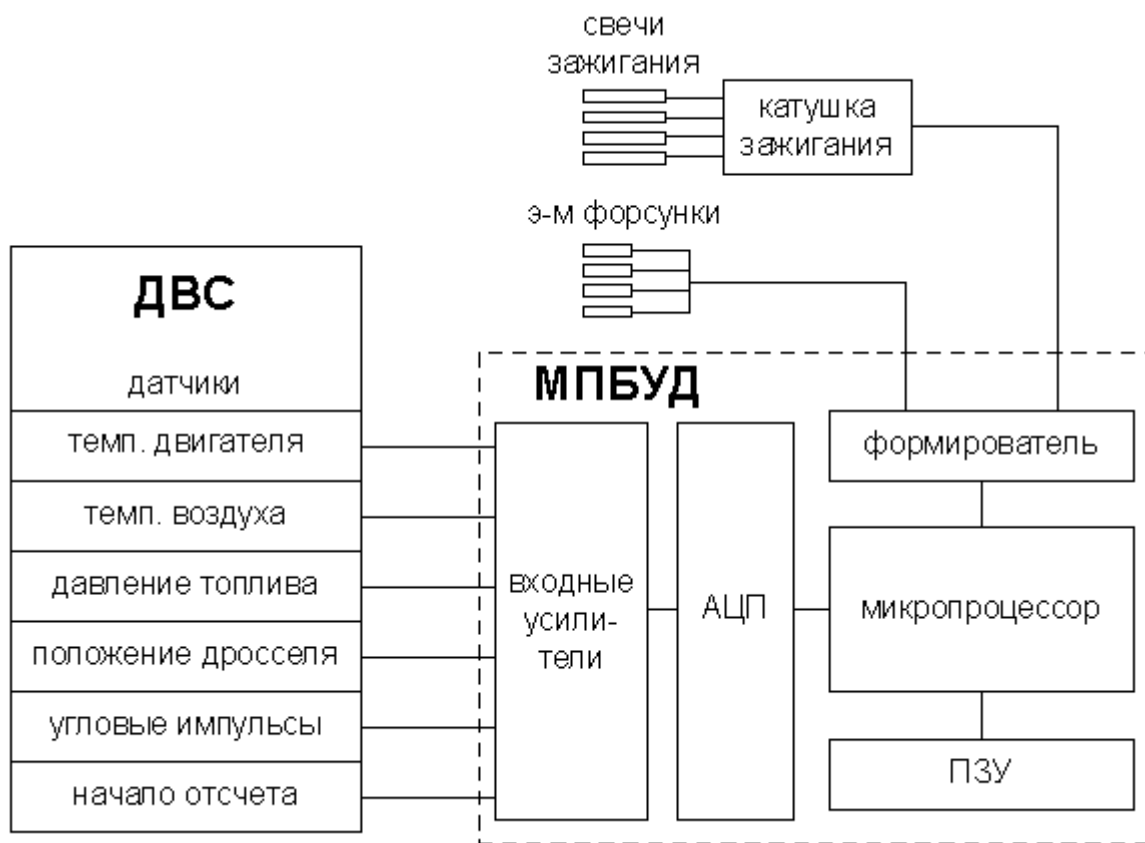 свечи
зажигания
катушка
зажигания
э-м форсунки
ДВС
датчики
темп. двигателя
темп. воздуха
давление топлива
положение дросселя
угловые импульсы
начало отсчета
МПБУД
входные
усили-
тели
АЦП
формирователь
микропроцессор
ПЗУ